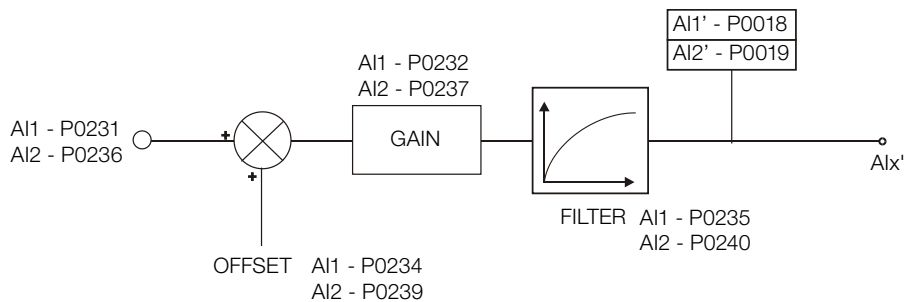 AI1' - P0018
AI2' - P0019
AI1 - P0232
AI2 - P0237
AI1 - P0231
AI2 - P0236
+
GAIN
+
AIx'
FILTER AI1 - P0235
AI2 - P0240
OFFSET AI1 - P0234
AI2 - P0239